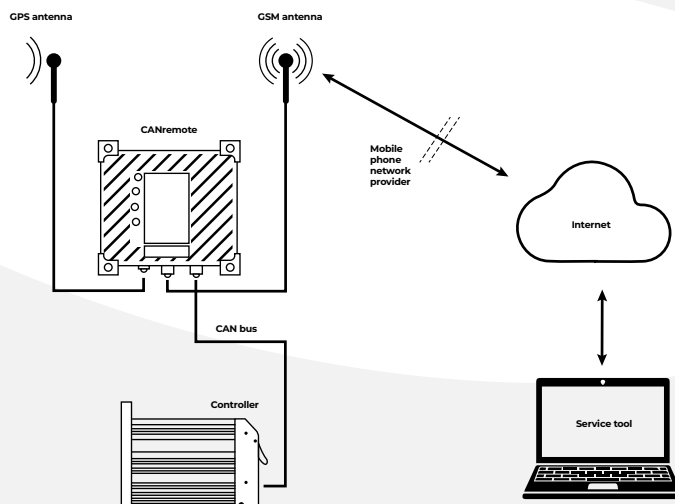 GPS antenna
GSM antenna
CANremote
Mobile
phone
network
provider
Internet
CAN bus
Controller
Service tool